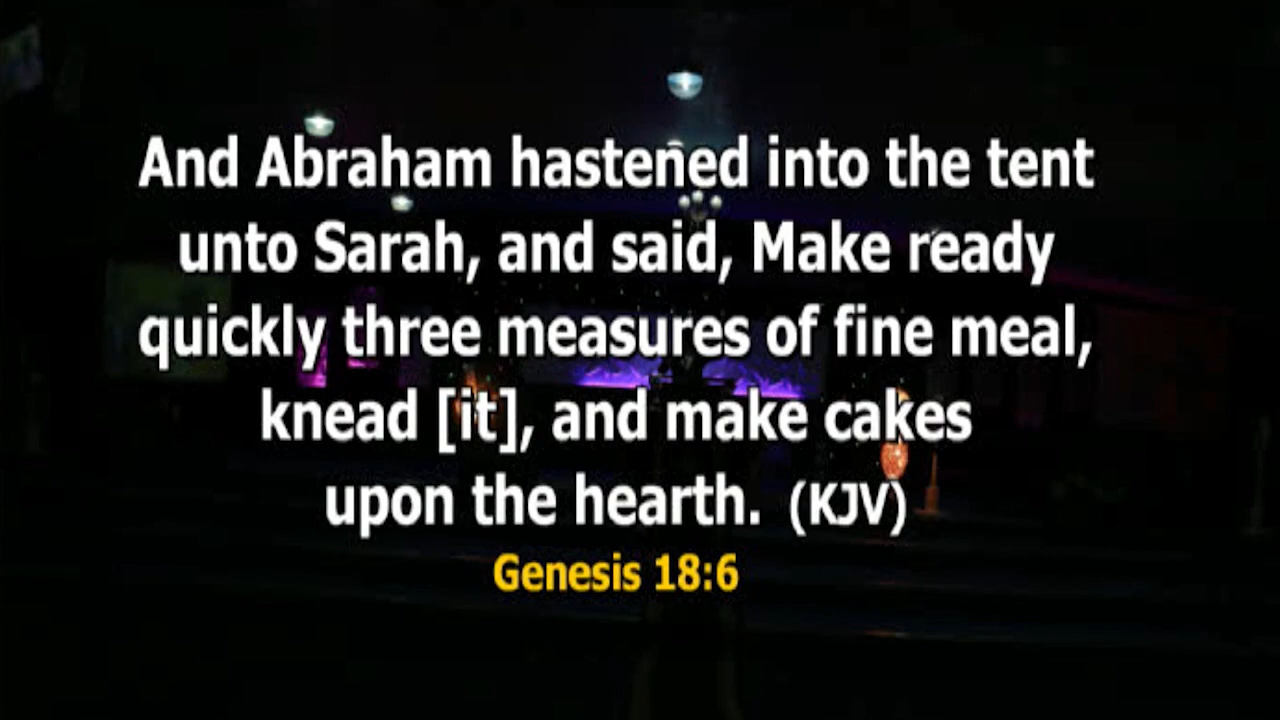 And Abraham hastened into the tent
unto Sarah, and said, Make ready
quickly three measures of fine meal,
knead [it], and make cakes
upon the hearth. (KJV)
Genesis 18:6